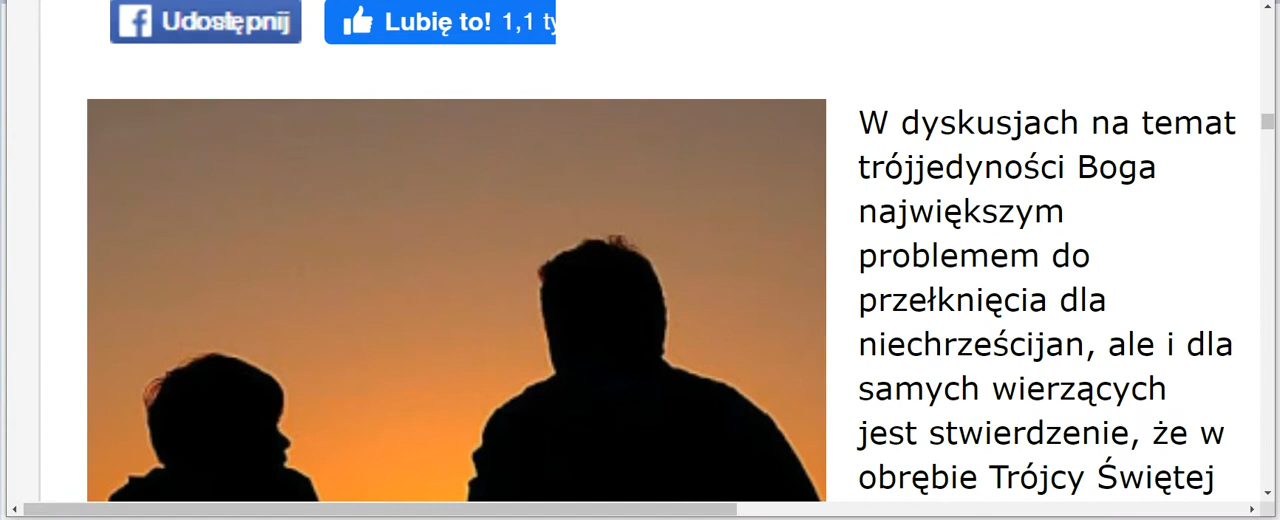 Udostępnij
Lubię to! 1,1
W dyskusjach na temat
trójjedyności Boga
największym
problemem do
przełknięcia dla
niechrześcijan, ale i dla
samych wierzących
jest stwierdzenie, że w
obrębie Trójcy Świętej